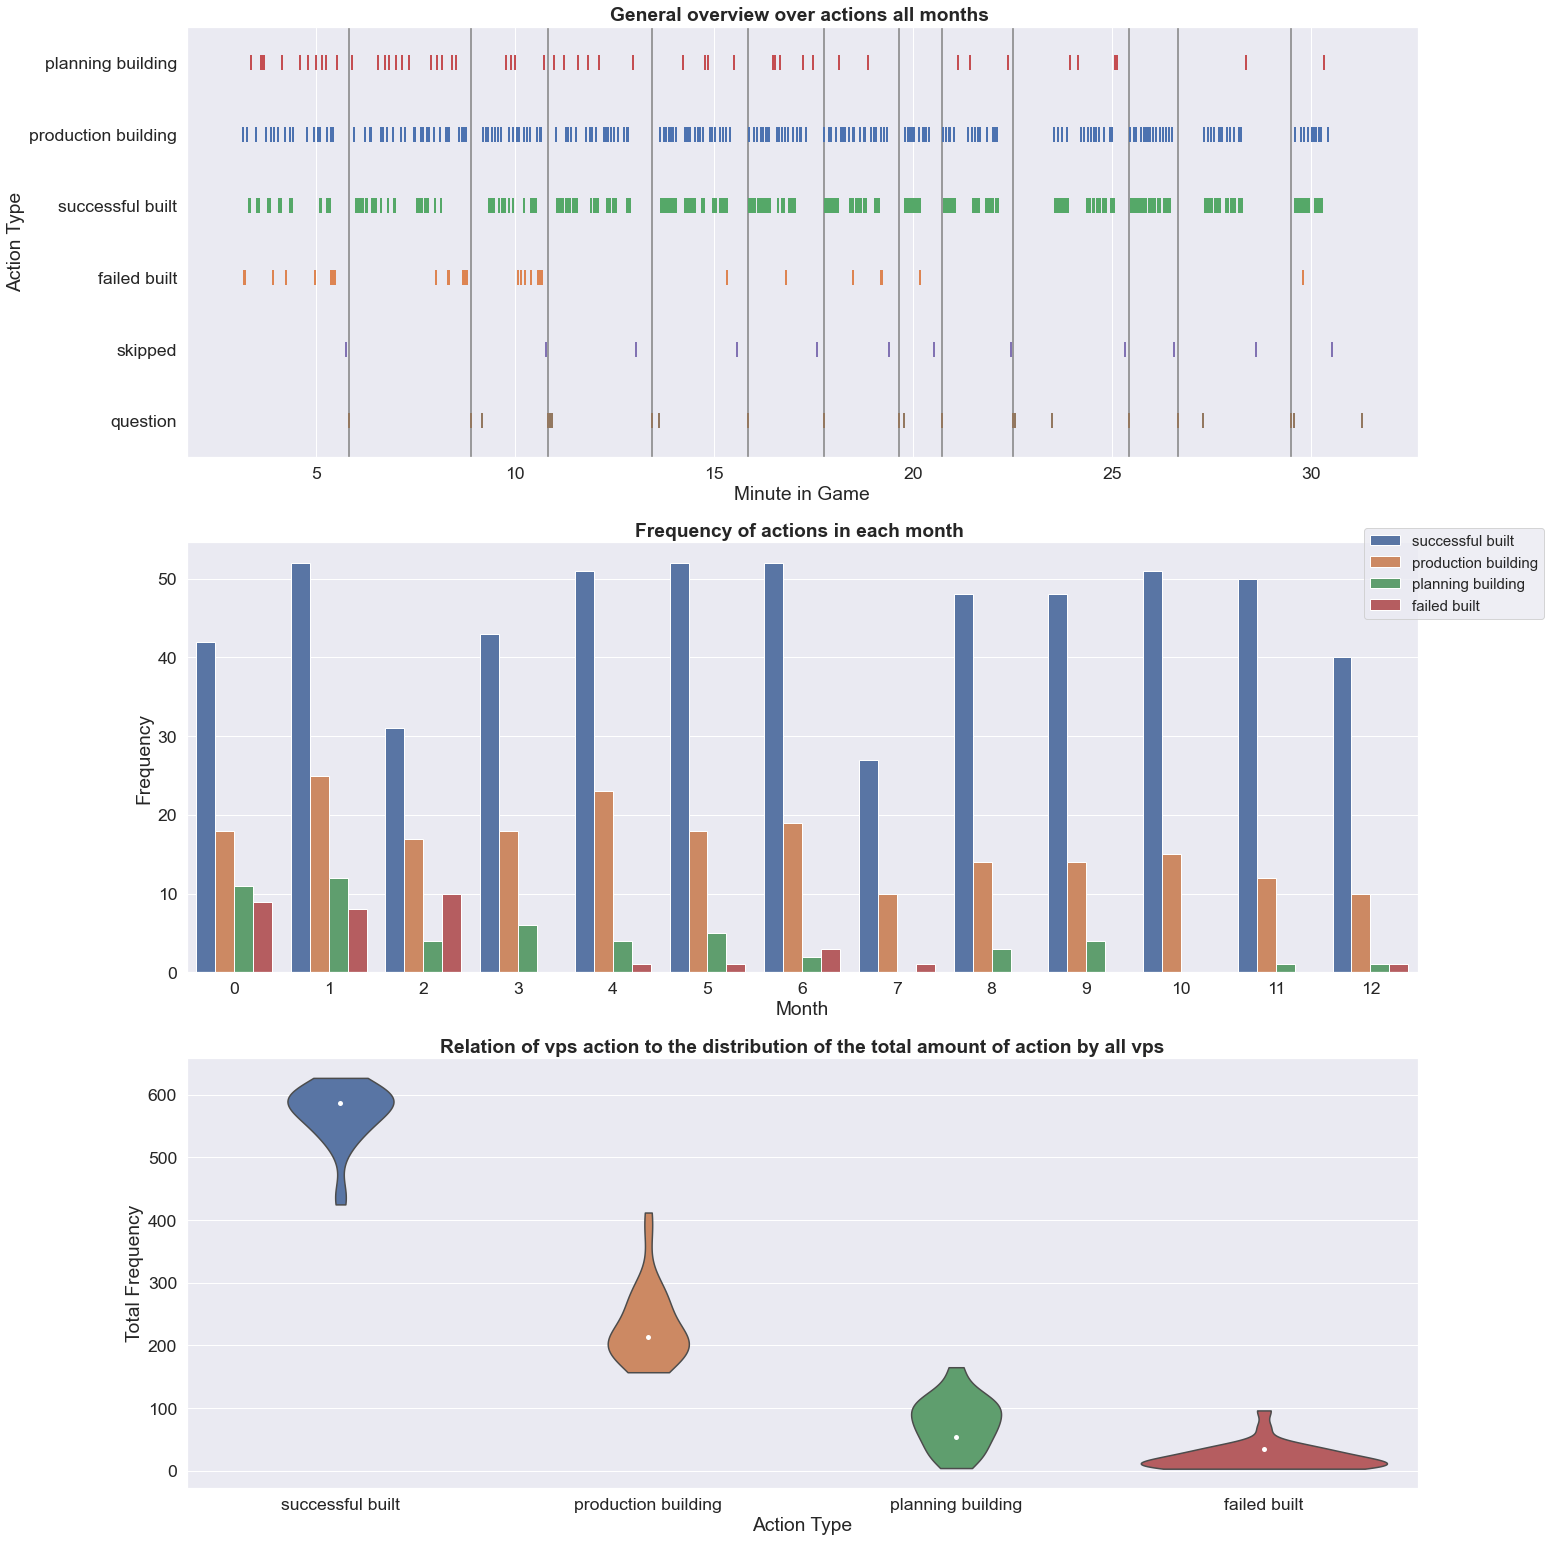 General overview over actions all months
planning building
production building
successful built
failed built
skipped
question
Action Type
5 10 15 20 25 30
Minute in Game
Frequency of actions in each month
successful built
production building
planning building
failed built
50
40
30
20
10
0
Frequency
0 1 2 3 4 5 6 7 8 9 10 11 12
Month
Relation of vps action to the distribution of the total amount of action by all vps
600
500
400
300
200
100
0
Total Frequency
successful built production building planning building failed built
Action Type